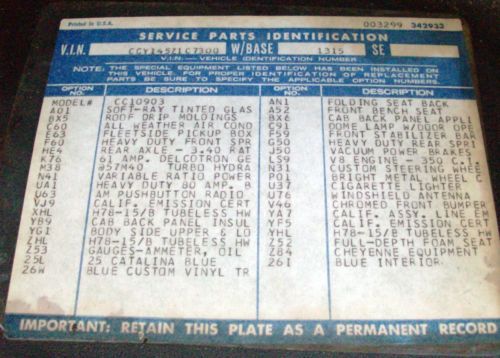 Printed in U.S.A. 003299 342933
SERVICE PARTS IDENTIFICATION
V.I.N. CCY145Z1C7300 W/BASE 1315 SE
V.I.N.—VEHICLE IDENTIFICATION NUMBER
NOTE: THE SPECIAL EQUIPMENT LISTED BELOW HAS BEEN INSTALLED ON THIS VEHICLE. FOR PROPER IDENTIFICATION OF REPLACEMENT PARTS BE SURE TO SPECIFY THE APPLICABLE OPTION NUMBERS.
OPTION NO. DESCRIPTION OPTION NO. DESCRIPTION
MODEL# CC10903 AN1 FOLDING SEAT BACK
A01 SOFT-RAY TINTED GLAS A52 FRONT BENCH SEAT
BX5 ROOF DRIP MOLDINGS BX6 CAB BACK PANEL APPLI
C60 ALL WEATHER AIR COND C91 DOME LAMP W/DOOR OPE
E63 FLEETSIDE PICKUP BOX F59 FRONT STABILIZER BAR
F60 HEAVY DUTY FRONT SPR G50 HEAVY DUTY REAR SPRI
HE4 REAR AXLE - 3.40 RAT J50 VACUUM POWER BRAKES
K76 61 AMP. DELCOTRON GE LS9 V8 ENGINE - 350 C.I.
M38 #57M40. TURBO HYDRA N31 CUSTOM STEERING WHEE
N40 VARIABLE RATIO POWER PO1 BRIGHT METAL WHEEL C
UA1 HEAVY DUTY 80 AMP. B U37 CIGARETTE LIGHTER
U63 AM PUSHBUTTON RADIO U76 WINDSHIELD ANTENNA
VJ9 CALIF. EMISSION CERT V46 CHROMED FRONT BUMPER
XHL H78-15/B TUBELESS HW YA7 CALIF. ASSY. LINE EM
YB9 CAB BACK PANEL INSUL YF5 CALIF. EMISSION CERT
YG1 BODY SIDE UPPER & LO YHL H78-15/B TUBELESS HW
ZHL H78-15/B TUBELESS HW Z52 FULL-DEPTH FOAM SEAT
Z53 GAUGES-AMMETER, OIL Z84 CHEYENNE EQUIPMENT
25L 25 CATALINA BLUE 26I BLUE INTERIOR
26W BLUE CUSTOM VINYL TR
IMPORTANT: RETAIN THIS PLATE AS A PERMANENT RECORD